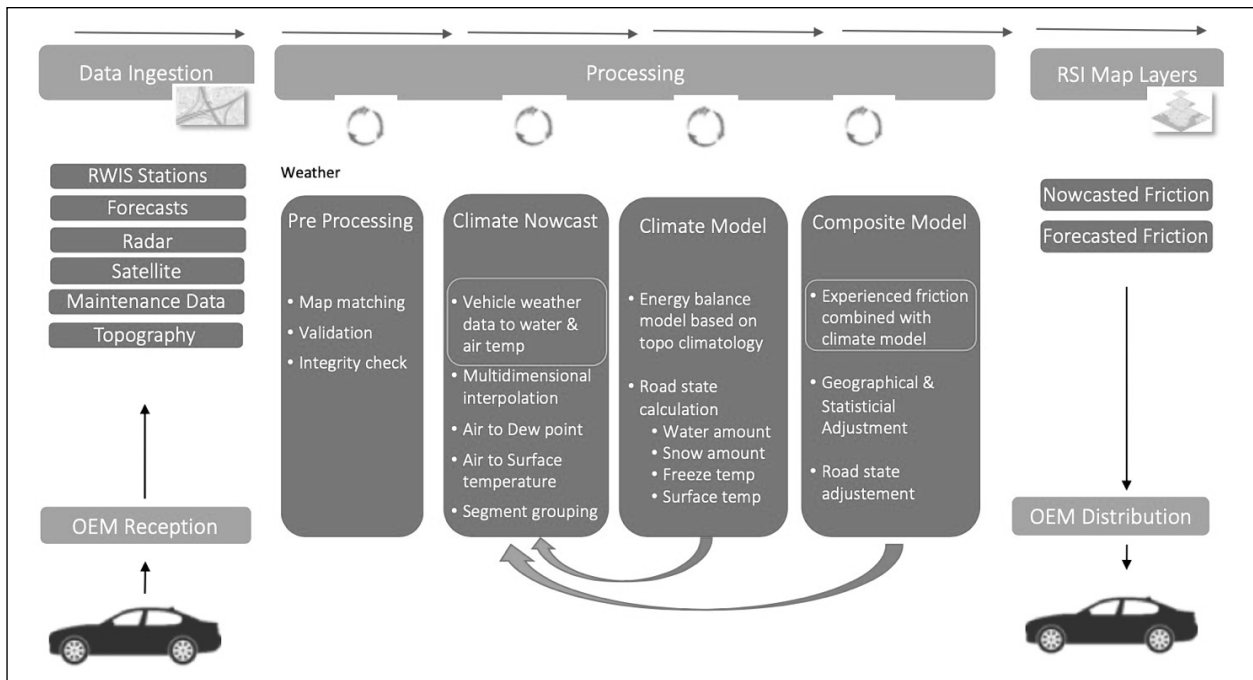 Data Ingestion
Processing
RSI Map Layers
RWIS Stations
Forecasts
Radar
Satellite
Maintenance Data
Topography
OEM Reception
Weather
Pre Processing
• Map matching
• Validation
• Integrity check
Climate Nowcast
• Vehicle weather
data to water &
air temp
• Multidimensional
interpolation
• Air to Dew point
• Air to Surface
temperature
• Segment grouping
Climate Model
• Energy balance
model based on
topo climatology
• Road state
calculation
• Water amount
• Snow amount
• Freeze temp
• Surface temp
Composite Model
• Experienced friction
combined with
climate model
• Geographical &
Statisticial
Adjustment
• Road state
adjustement
Nowcasted Friction
Forecasted Friction
OEM Distribution